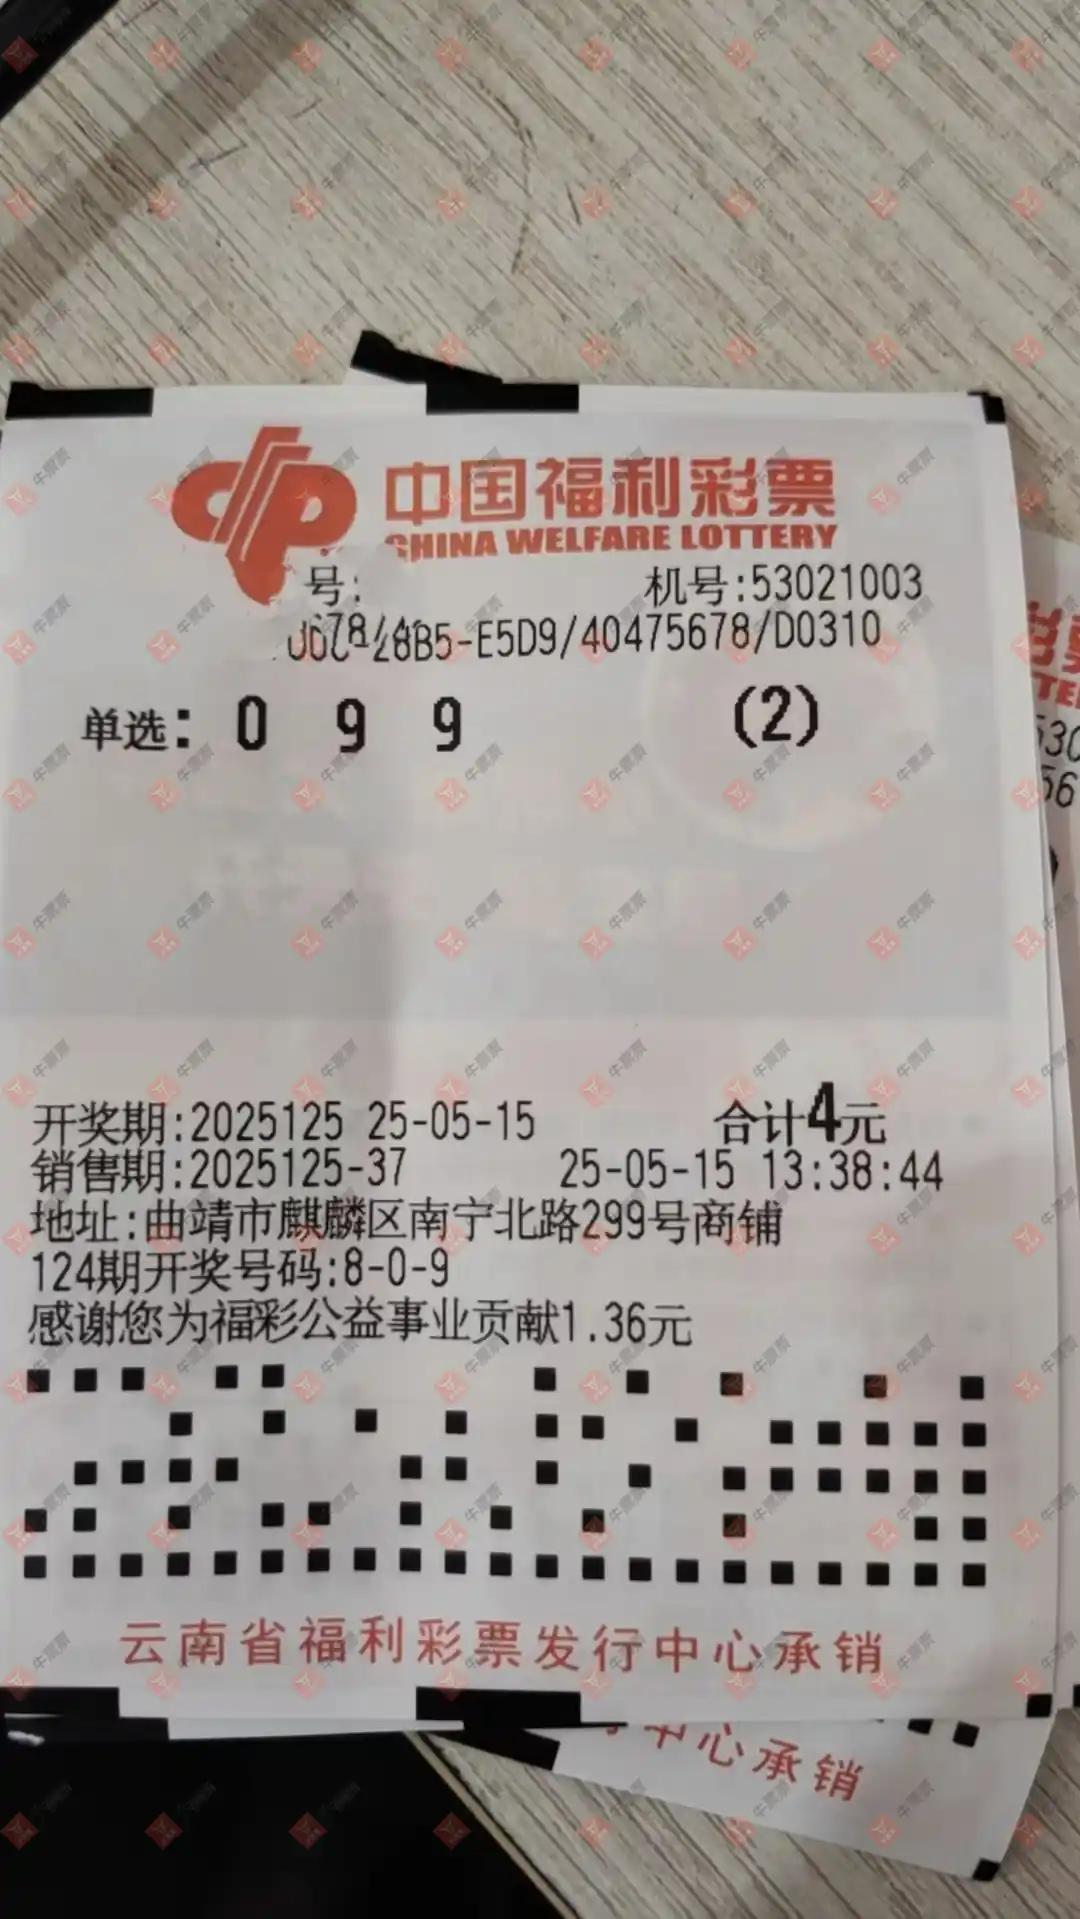 中国福利彩票
CHINA WELFARE LOTTERY
号: 机号:53021003
28B5-E5D9/40475678/D0310
单选: 0 9 9 (2)
开奖期:2025125 25-05-15 合计4元
销售期:2025125-37 25-05-15 13:38:44
地址:曲靖市麒麟区南宁北路299号商铺
124期开奖号码:8-0-9
感谢您为福彩公益事业贡献1.36元
云南省福利彩票发行中心承销
中心承销